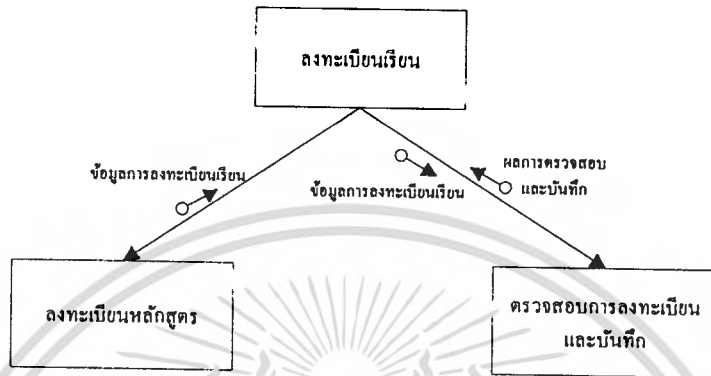 ลงทะเบียนเรียน
ข้อมูลการลงทะเบียนเรียน
ข้อมูลการลงทะเบียนเรียน
ผลการตรวจสอบ
และบันทึก
ลงทะเบียนหลักสูตร
ตรวจสอบการลงทะเบียน
และบันทึก